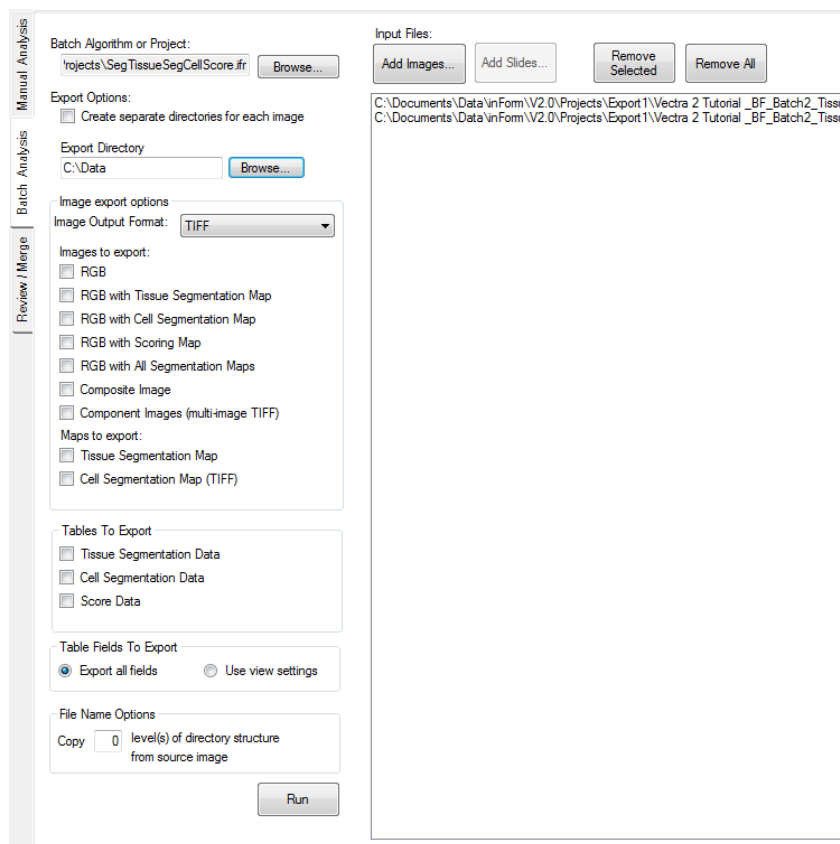 Manual Analysis
Batch Analysis
Review / Merge
Batch Algorithm or Project:
'rojects\SegTissueSegCellScore.ifr
Browse...
Export Options:
Create separate directories for each image
Export Directory
C:\Data
Browse...
Image export options
Image Output Format:
TIFF
Images to export:
RGB
RGB with Tissue Segmentation Map
RGB with Cell Segmentation Map
RGB with Scoring Map
RGB with All Segmentation Maps
Composite Image
Component Images (multi-image TIFF)
Maps to export:
Tissue Segmentation Map
Cell Segmentation Map (TIFF)
Tables To Export
Tissue Segmentation Data
Cell Segmentation Data
Score Data
Table Fields To Export
Export all fields
Use view settings
File Name Options
Copy 0 level(s) of directory structure
from source image
Run
Input Files:
Add Images...
Add Slides...
Remove
Selected
Remove All
C:\Documents\Data\inForm\V2.0\Projects\Export1\Vectra 2 Tutorial _BF_Batch2_Tissu
C:\Documents\Data\inForm\V2.0\Projects\Export1\Vectra 2 Tutorial _BF_Batch2_Tissu